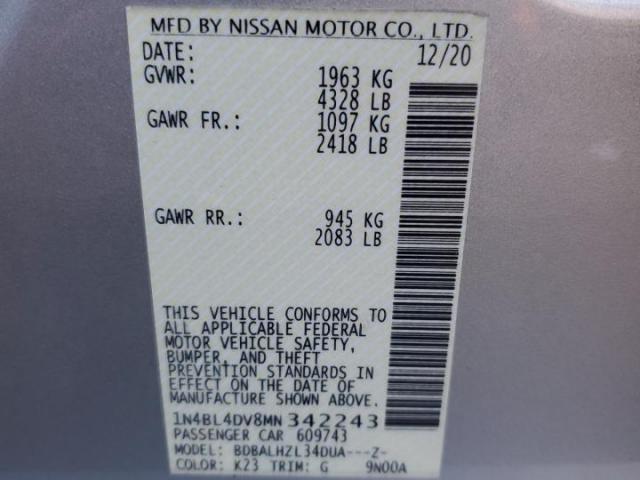 MFD BY NISSAN MOTOR CO., LTD.
DATE: 12/20
GVWR: 1963 KG
4328 LB
GAWR FR.: 1097 KG
2418 LB
GAWR RR.: 945 KG
2083 LB
THIS VEHICLE CONFORMS TO
ALL APPLICABLE FEDERAL
MOTOR VEHICLE SAFETY,
BUMPER, AND THEFT
PREVENTION STANDARDS IN
EFFECT ON THE DATE OF
MANUFACTURE SHOWN ABOVE.
1N4BL4DV8MN342243
PASSENGER CAR 609743
MODEL: BDBALHZL34DUA---Z-
COLOR: K23 TRIM: G 9N00A